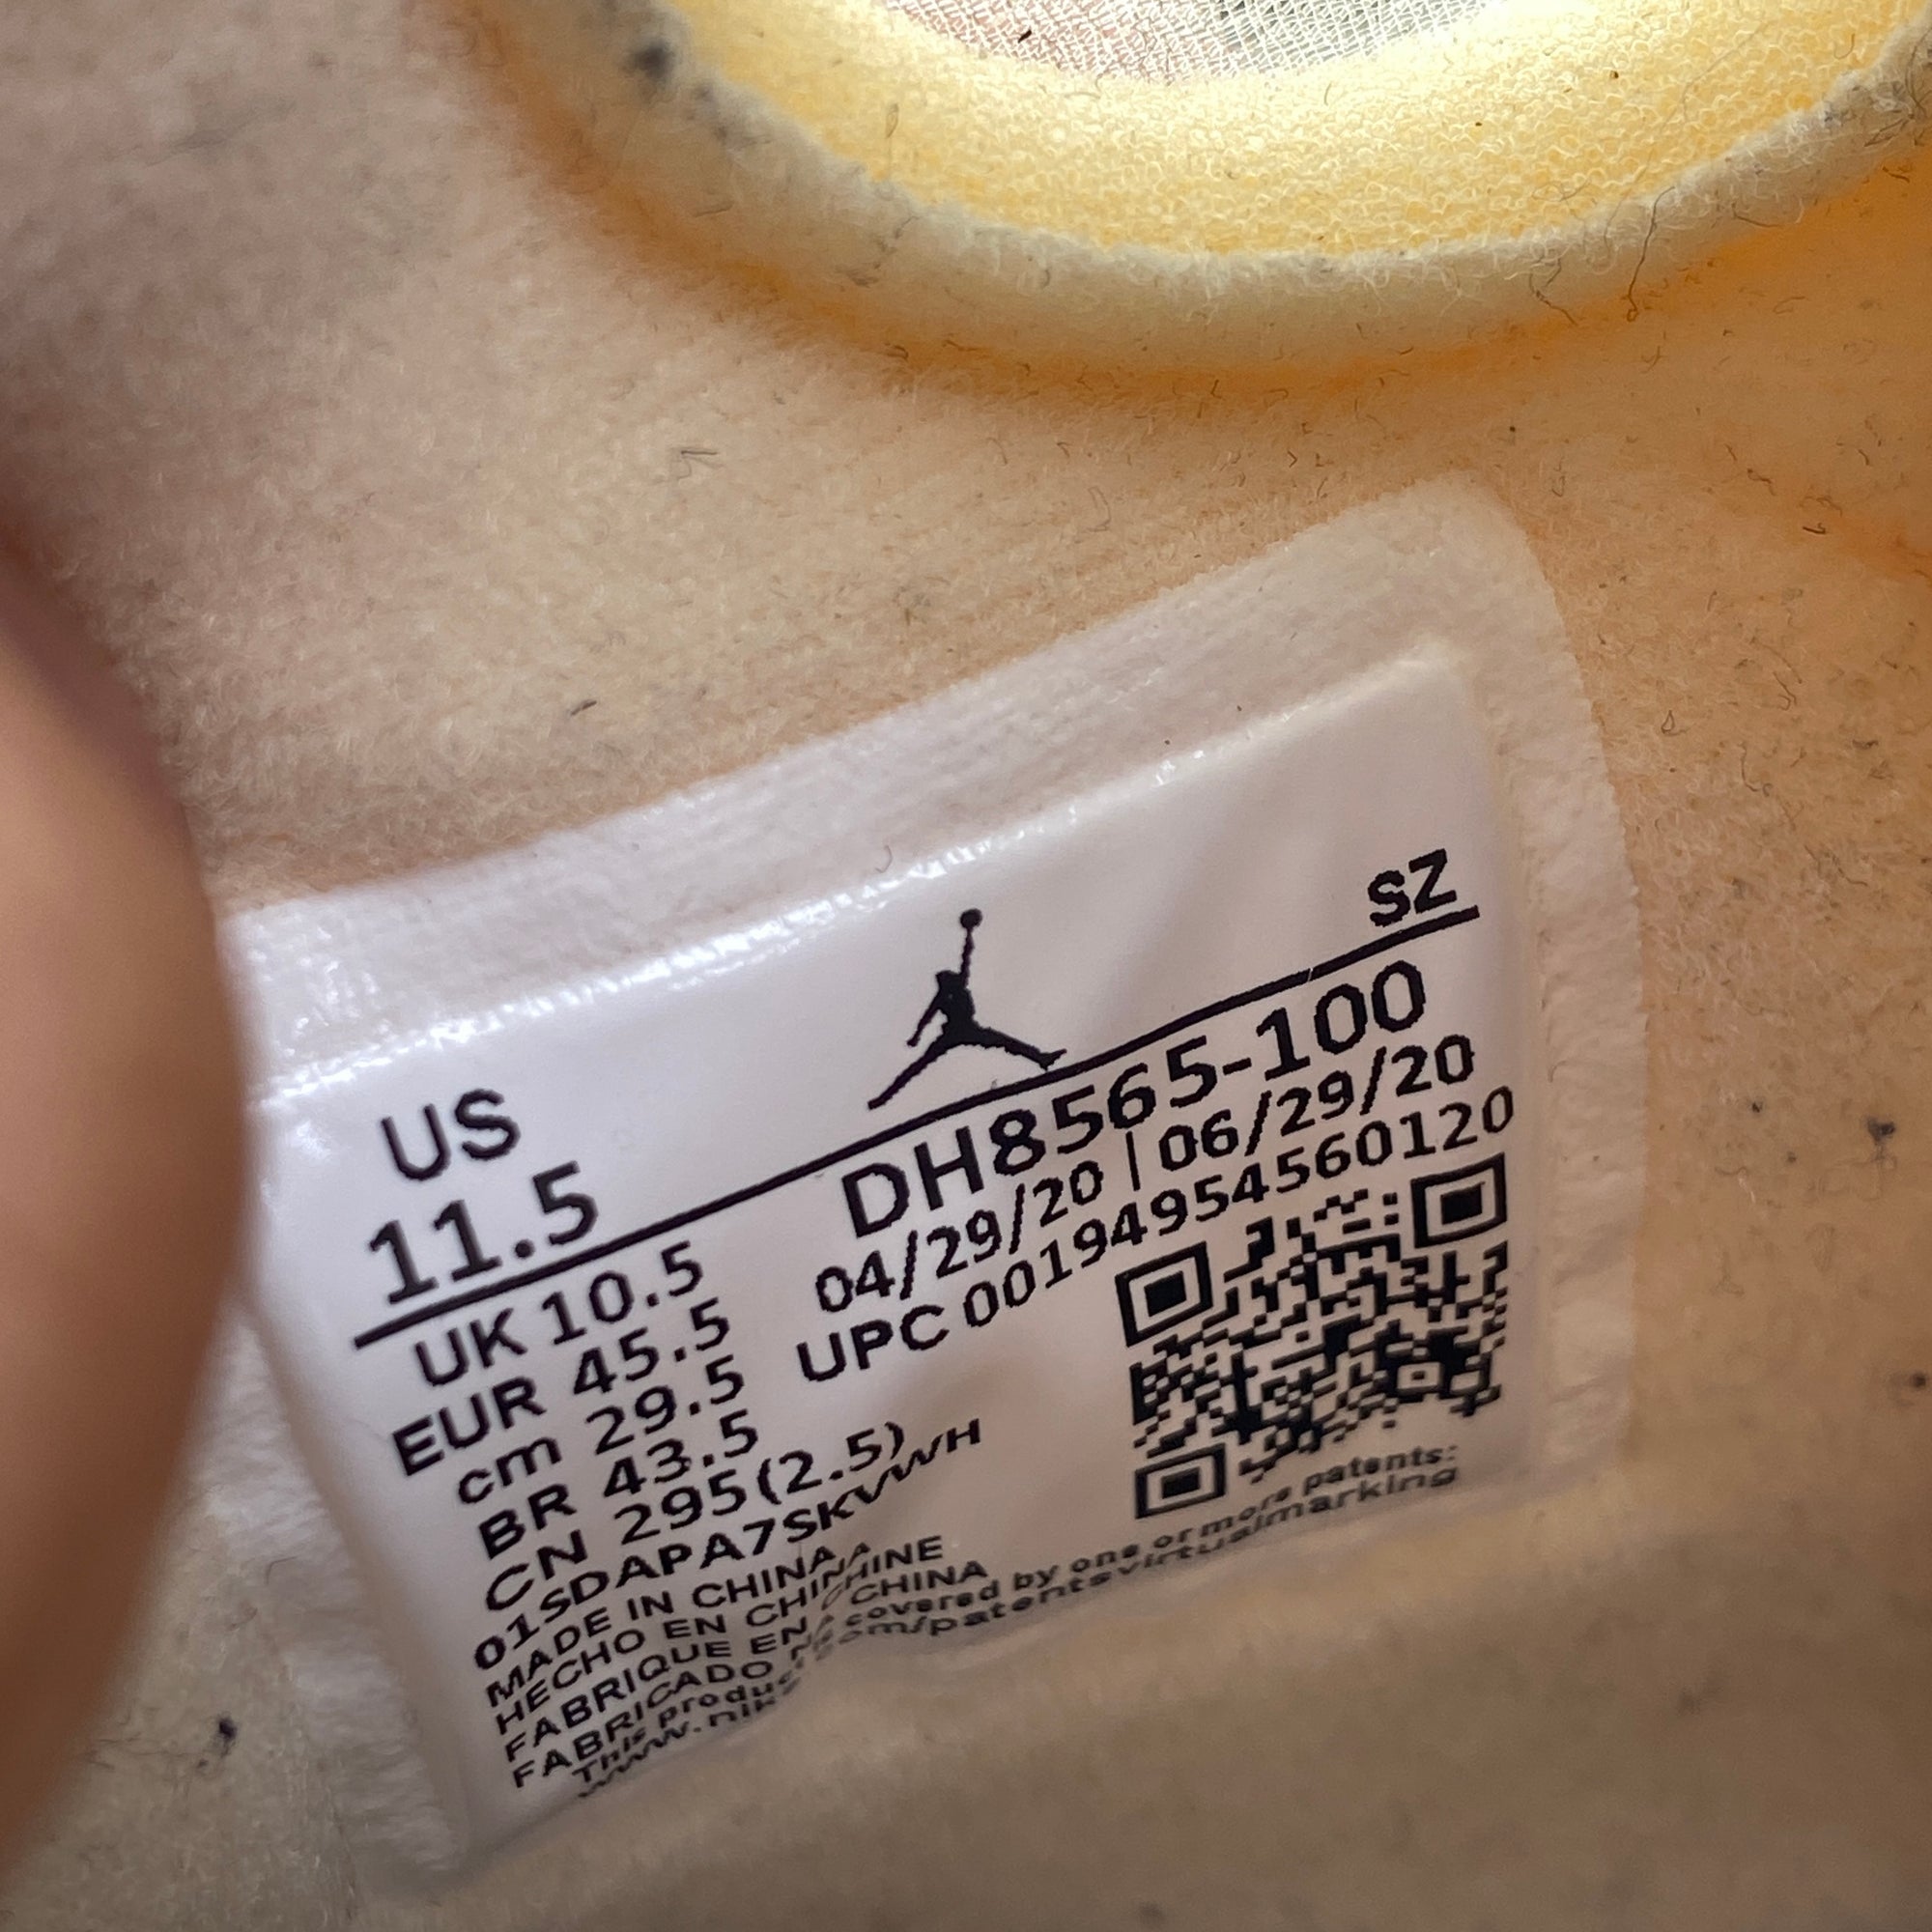 SZ
US
11.5
UK 10.5
EUR 45.5
cm 29.5
BR 43.5
CN 295(2.5)
01SDAPA7SKVWH
DH8565-100
04/29/20 | 06/29/20
UPC 00194954560120
MADE IN CHINA
HECHO EN CHINA
FABRIQUE EN CHINE
FABRICADO NA CHINA
This product covered by one or more patents:
www.nike com/patentsvirtualmarking